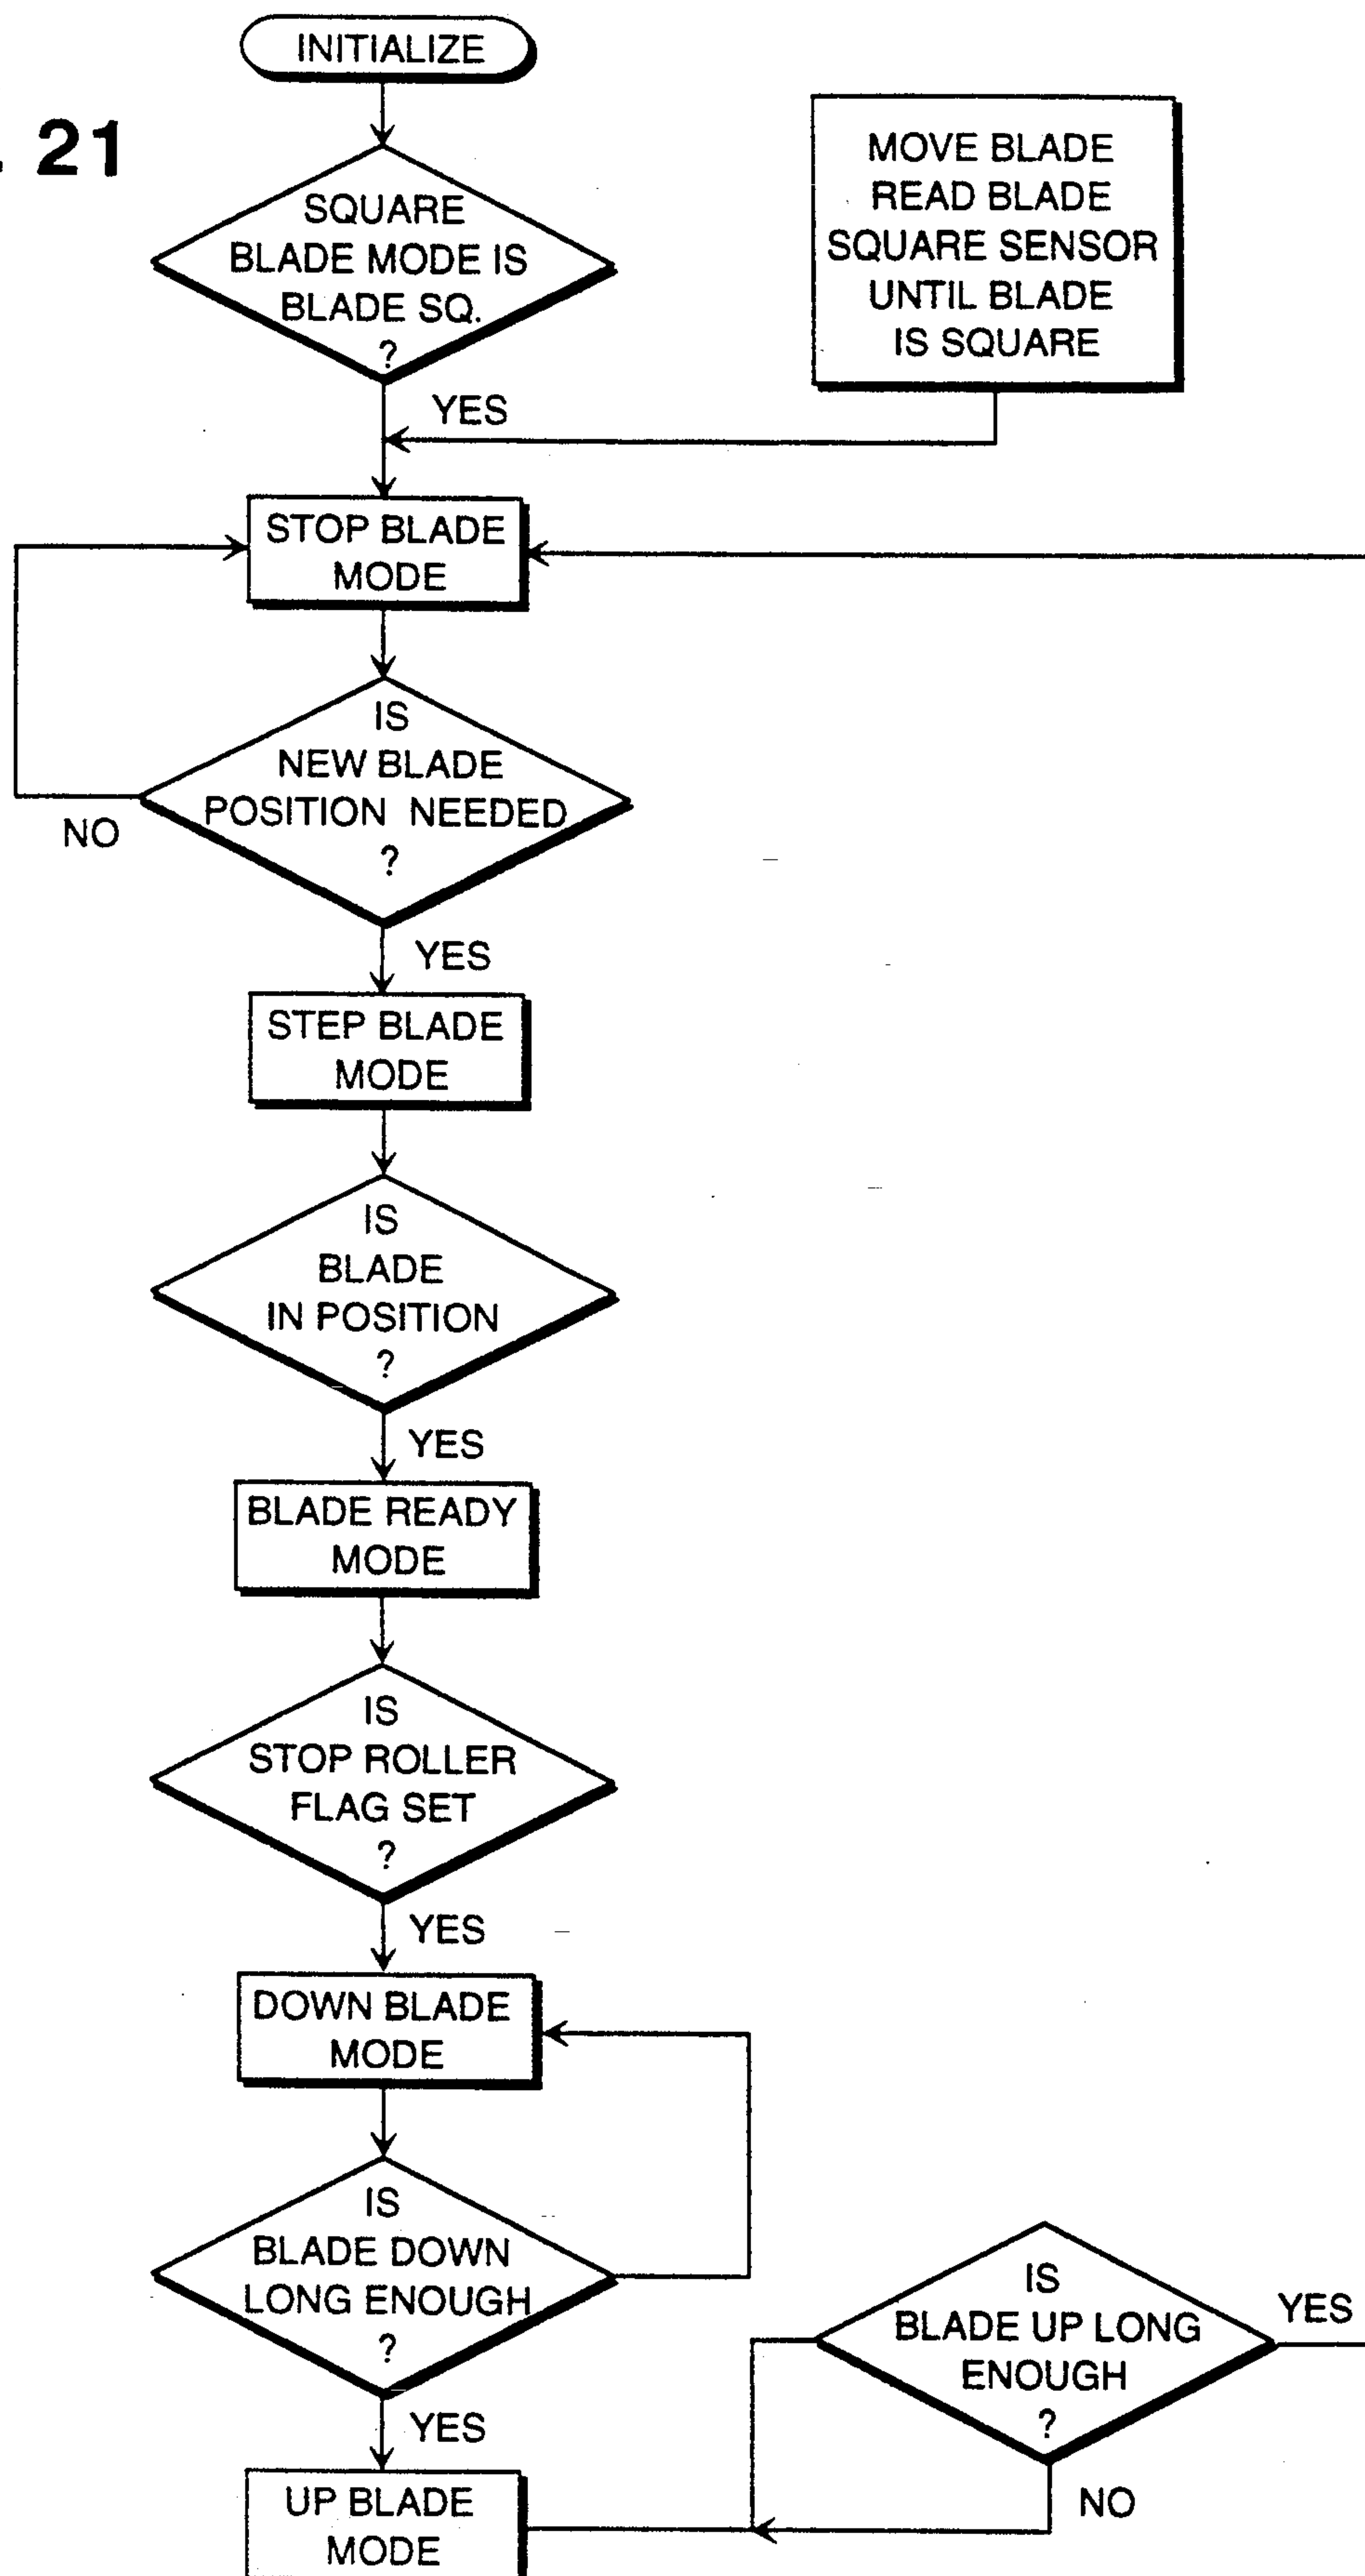 INITIALIZE
. 21
SQUARE
BLADE MODE IS
BLADE SQ.
?
MOVE BLADE
READ BLADE
SQUARE SENSOR
UNTIL BLADE
IS SQUARE
YES
STOP BLADE
MODE
IS
NEW BLADE
POSITION NEEDED
?
NO
YES
STEP BLADE
MODE
IS
BLADE
IN POSITION
?
YES
BLADE READY
MODE
IS
STOP ROLLER
FLAG SET
?
YES
DOWN BLADE
MODE
IS
BLADE DOWN
LONG ENOUGH
?
YES
UP BLADE
MODE
IS
BLADE UP LONG
ENOUGH
?
YES
NO